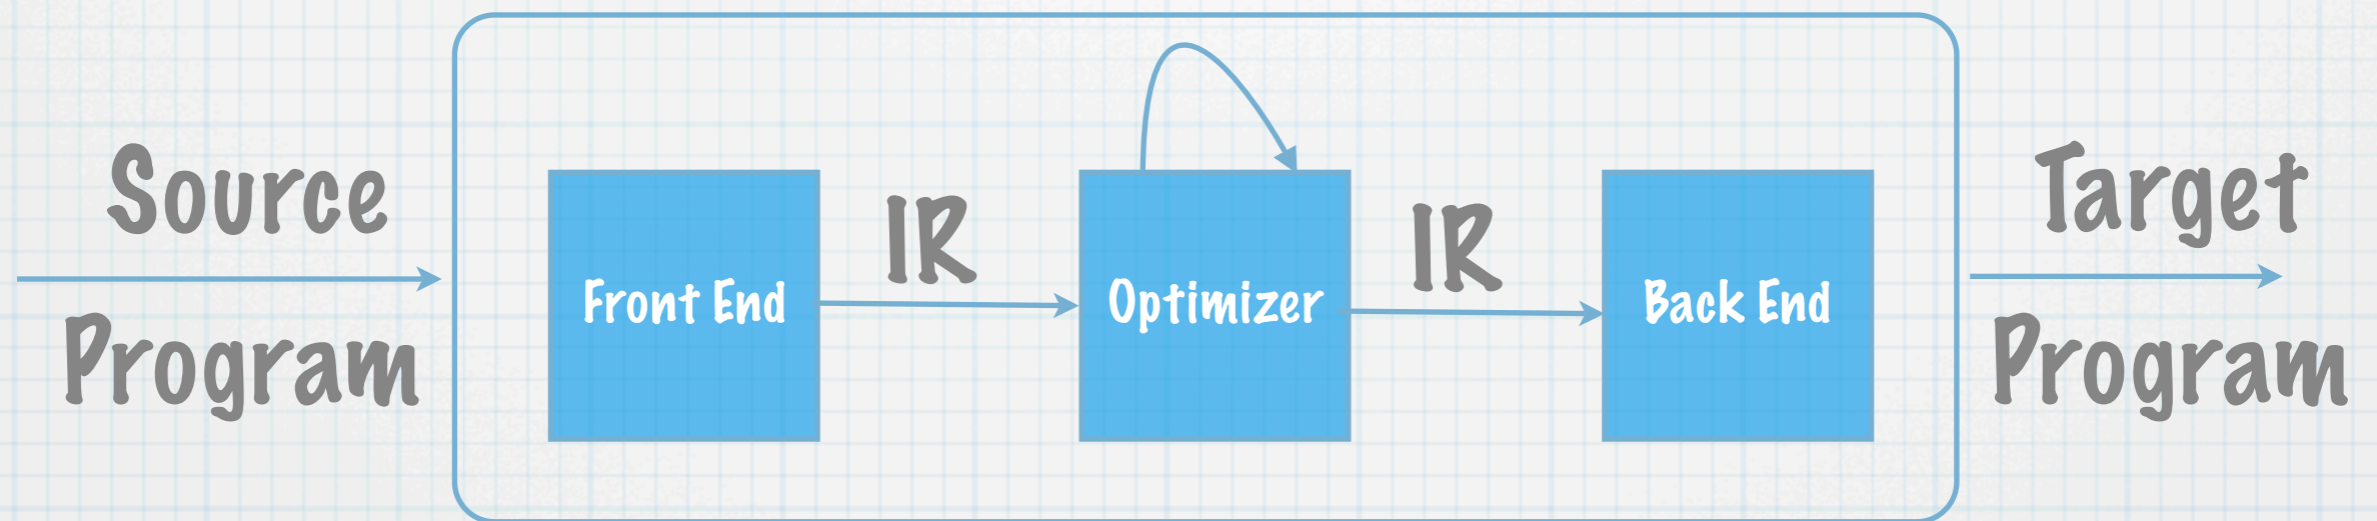 Source
Program
Front End
IR
Optimizer
IR
Back End
Target
Program